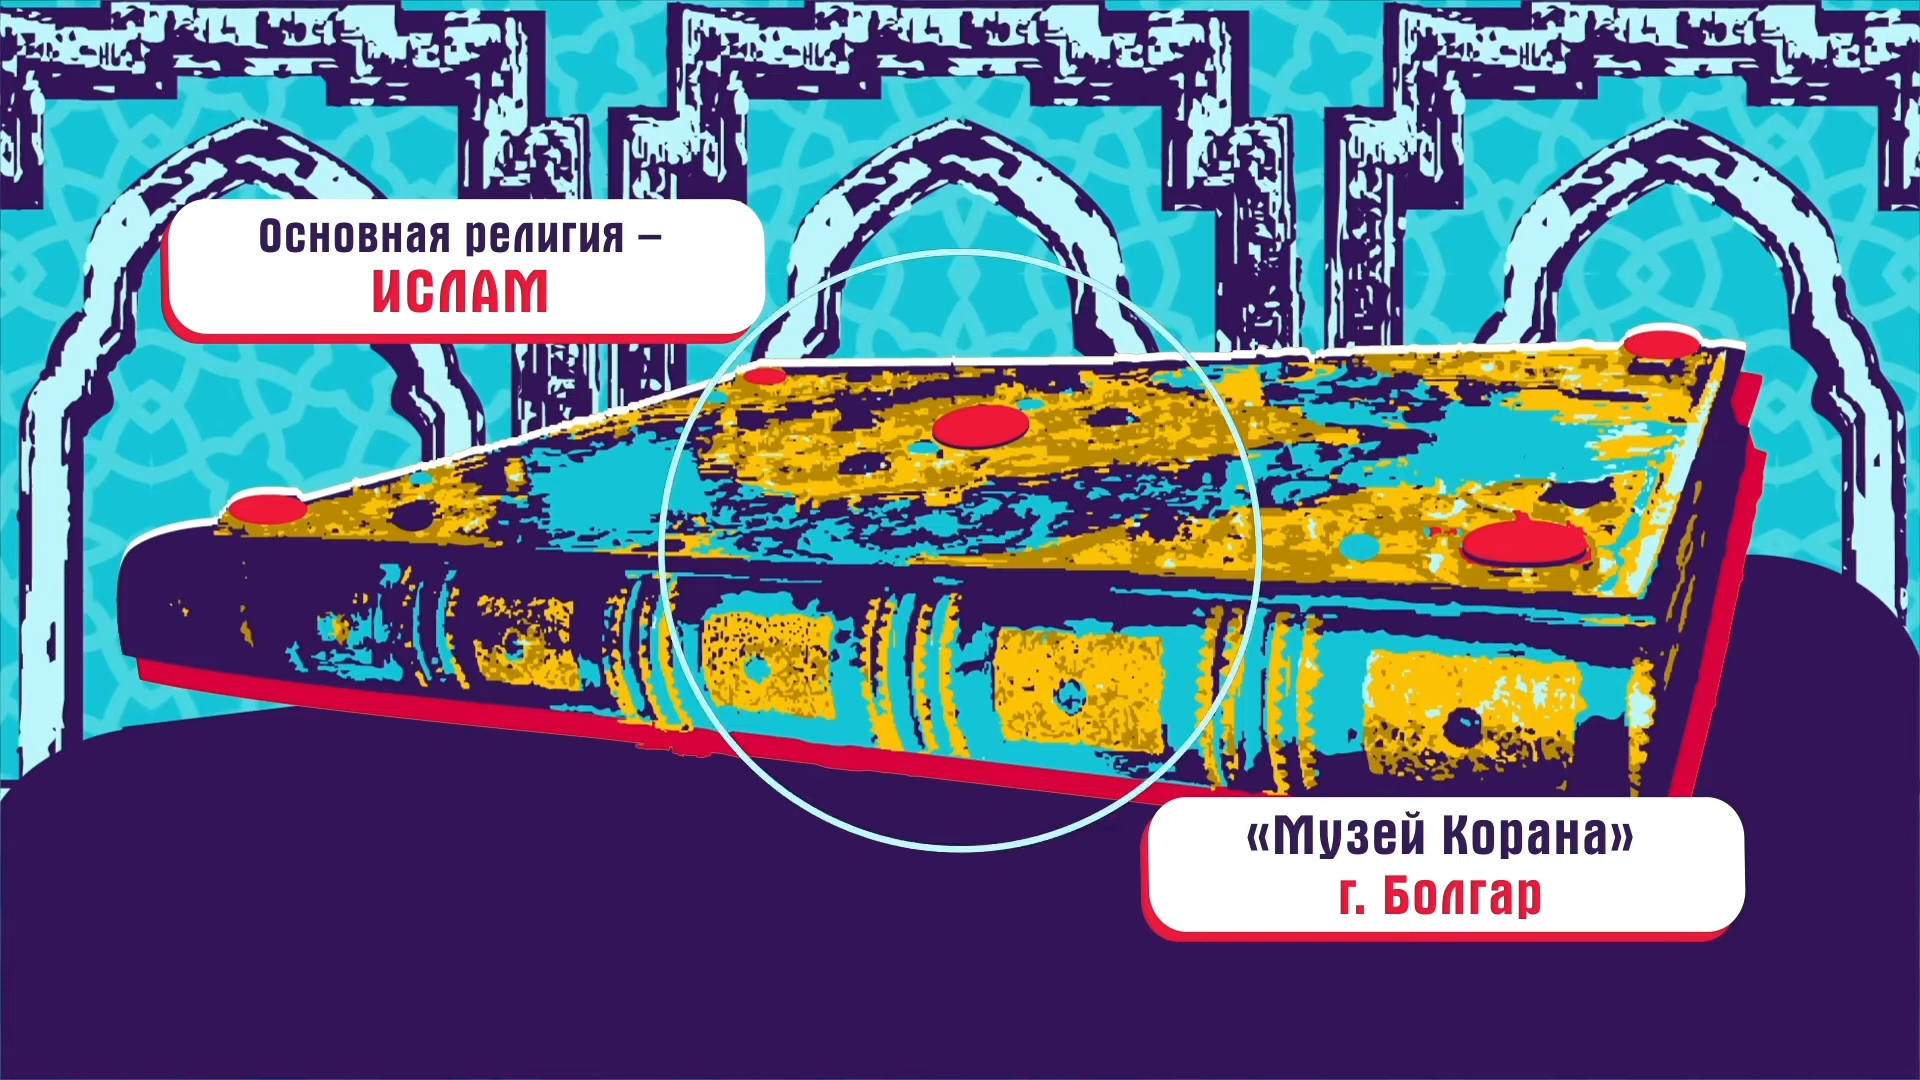 Основная религия –
ИСЛАМ
«Музей Корана»
г. Болгар